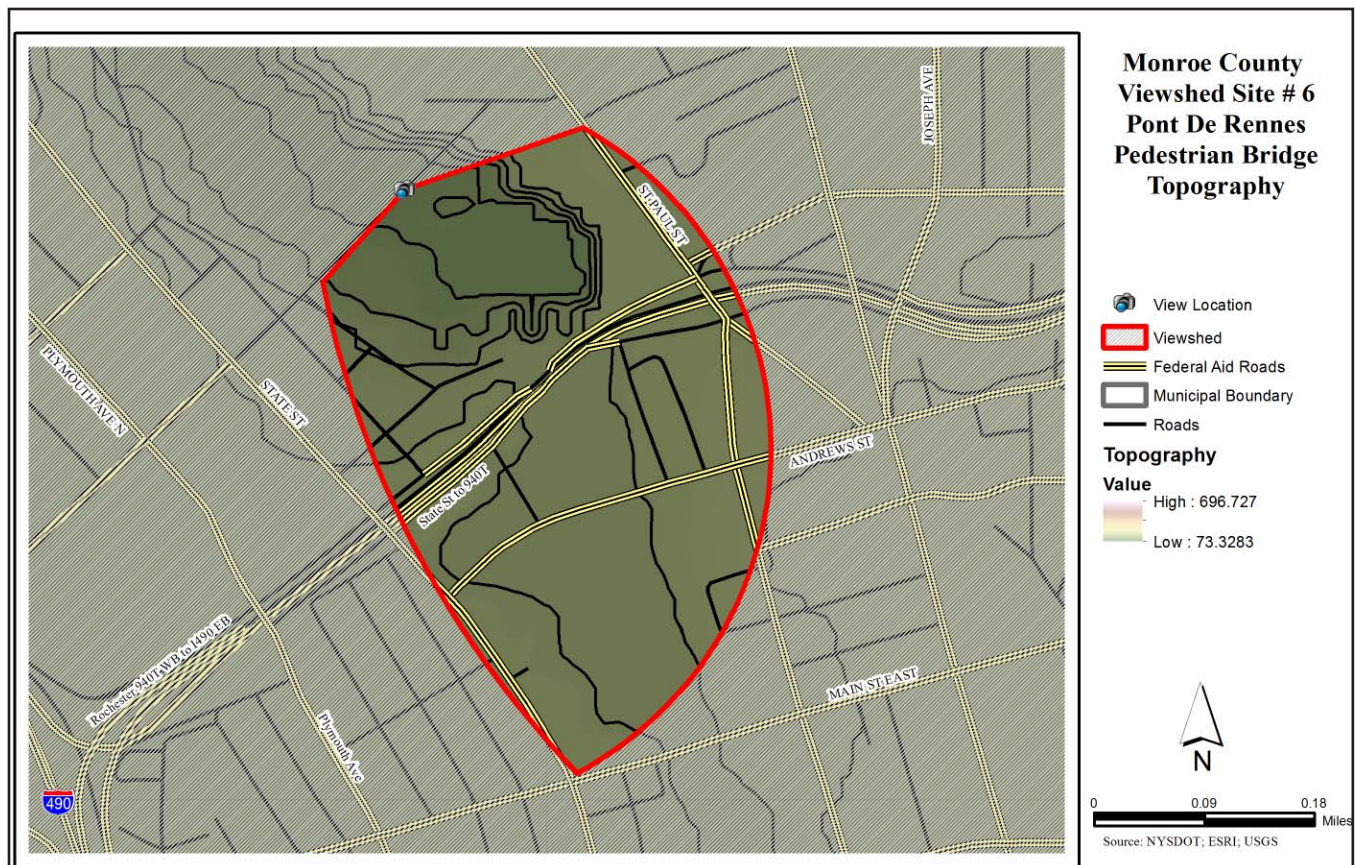 Monroe County
Viewshed Site # 6
Pont De Rennes
Pedestrian Bridge
Topography
JOSEPH AVE
ST PAUL ST
PLYMOUTH AVE N
STATE ST
ANDREWS ST
State St to 940T
Rochester 940T WB to I490 EB
MAIN ST EAST
Plymouth Ave
490
View Location
Viewshed
Federal Aid Roads
Municipal Boundary
Roads
Topography
Value
High : 696.727
Low : 73.3283
N
0 0.09 0.18
Miles
Source: NYSDOT; ESRI; USGS